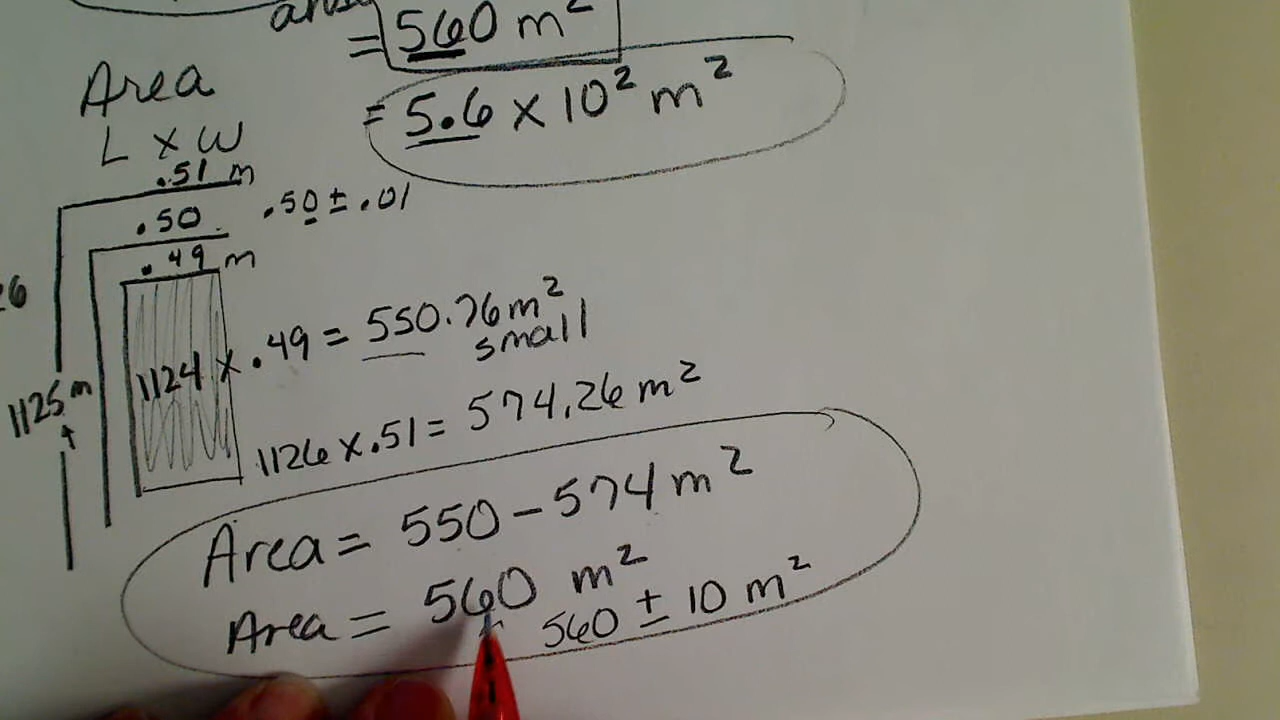 = 560 m²
= 5.6 x 10² m²
Area
L x W
.51 m
.50 .50 ± .01
.49 m
26
1124 x .49 = 550.76 m²
small
1125 m
1126 x .51 = 574.26 m²
Area = 550 - 574 m²
Area = 560 m²
560 ± 10 m²